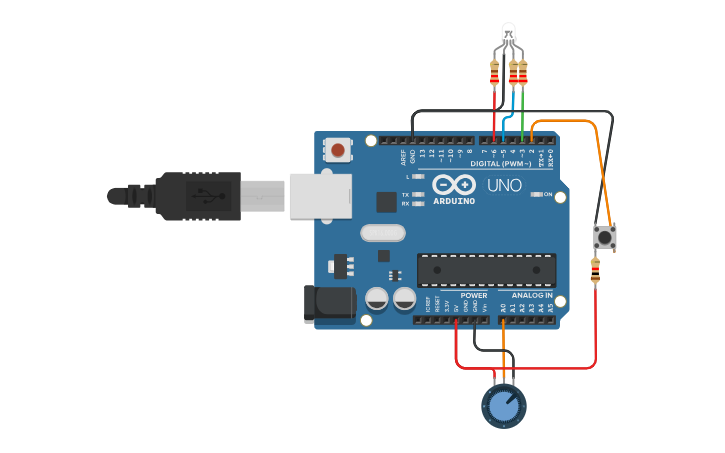 AREF
GND
13
12
~11
~10
~9
8
7
~6
~5
4
~3
2
TX→1
RX←0
DIGITAL (PWM~)
L
TX
RX
UNO
ARDUINO
ON
POWER
ANALOG IN
IOREF
RESET
3.3V
5V
GND
GND
Vin
A0
A1
A2
A3
A4
A5